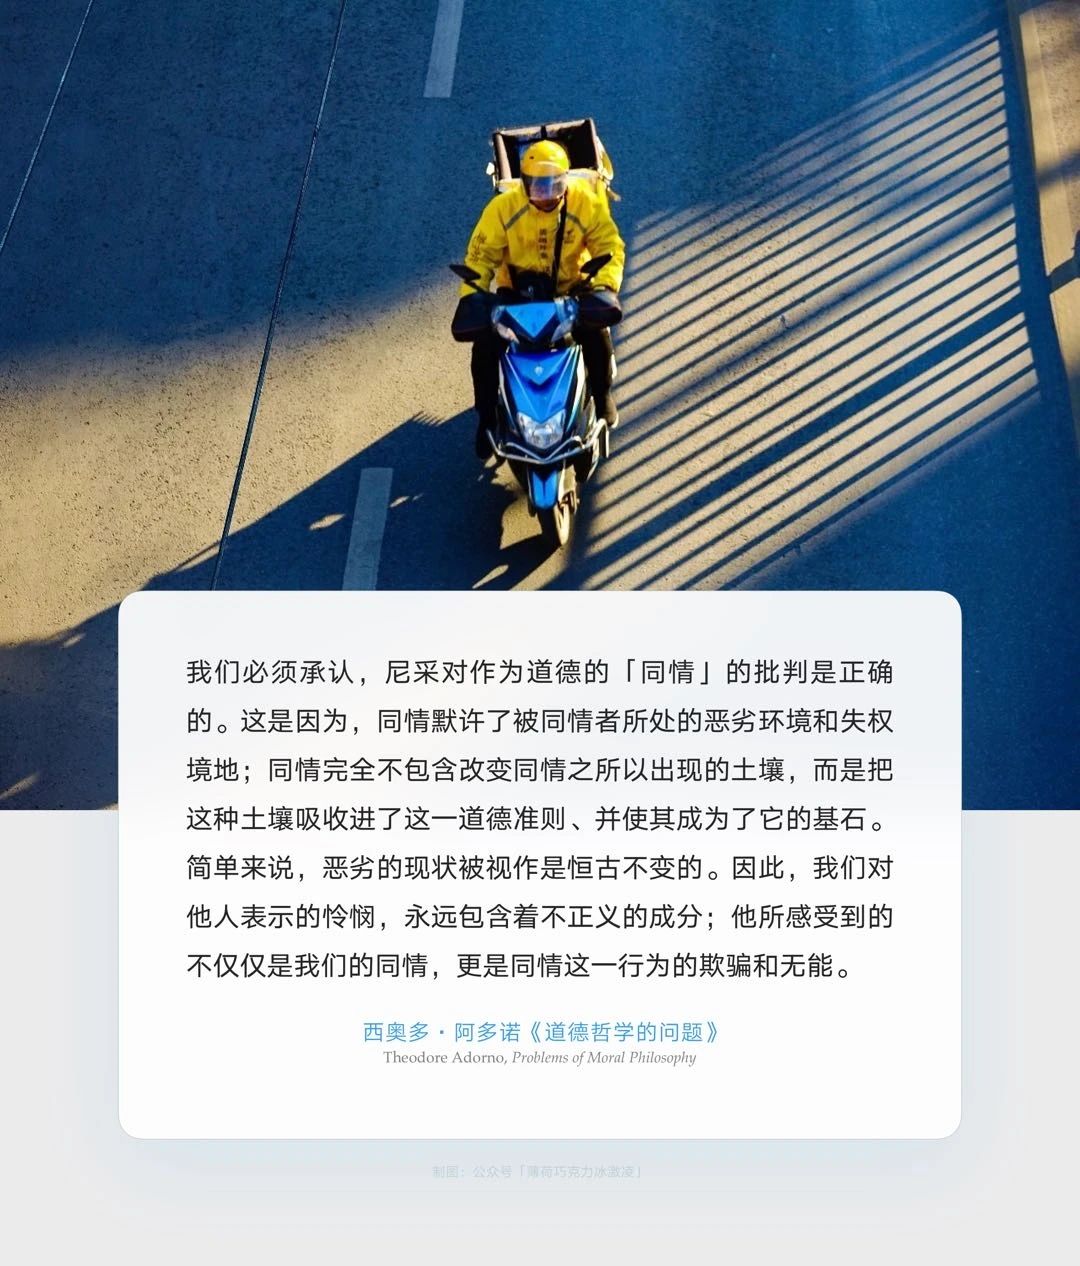 我们必须承认，尼采对作为道德的「同情」的批判是正确
的。这是因为，同情默许了被同情者所处的恶劣环境和失权
境地；同情完全不包含改变同情之所以出现的土壤，而是把
这种土壤吸收进了这一道德准则、并使其成为了它的基石。
简单来说，恶劣的现状被视作是恒古不变的。因此，我们对
他人表示的怜悯，永远包含着不正义的成分；他所感受到的
不仅仅是我们的同情，更是同情这一行为的欺骗和无能。
西奥多・阿多诺《道德哲学的问题》
Theodore Adorno, Problems of Moral Philosophy
制图：公众号「薄荷巧克力冰激凌」